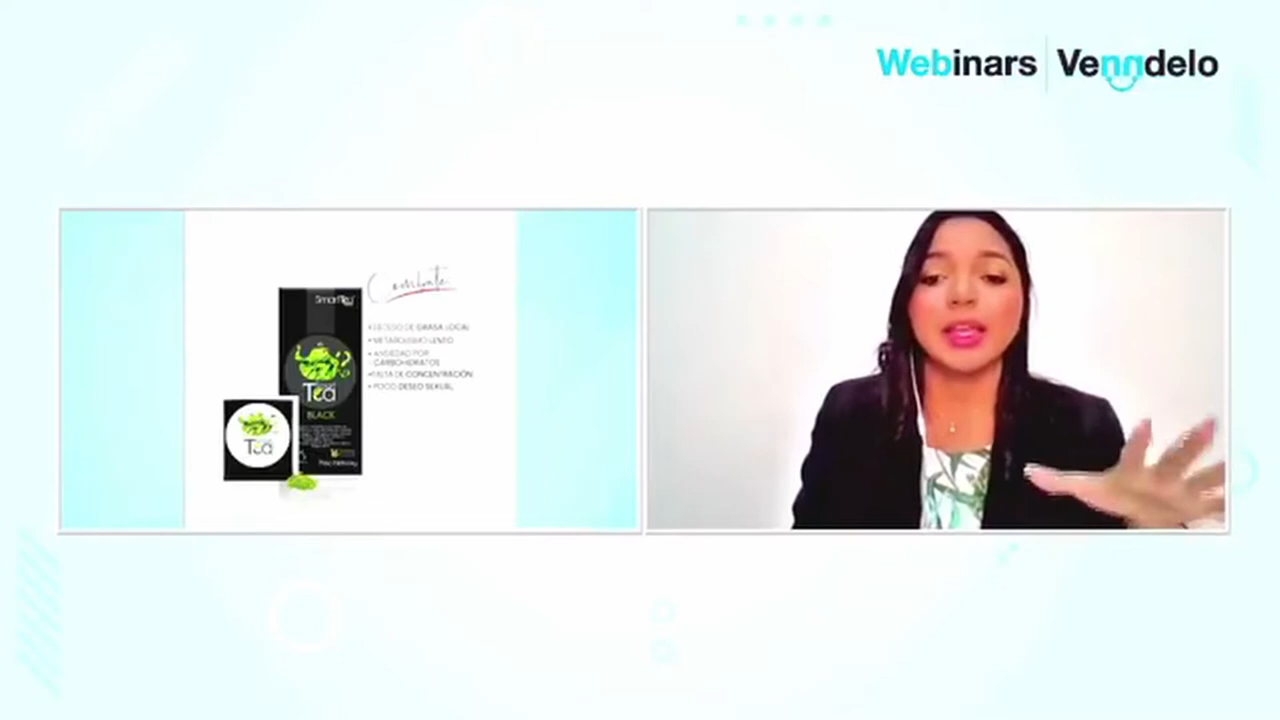 Webinars Venndelo
Combate
SmartTea
• EXCESO DE GRASA LOCAL
• METABOLISMO LENTO
• ANSIEDAD POR
CARBOHIDRATOS
• FALTA DE CONCENTRACIÓN
• POCO DESEO SEXUAL
Tea
BLACK
Tea